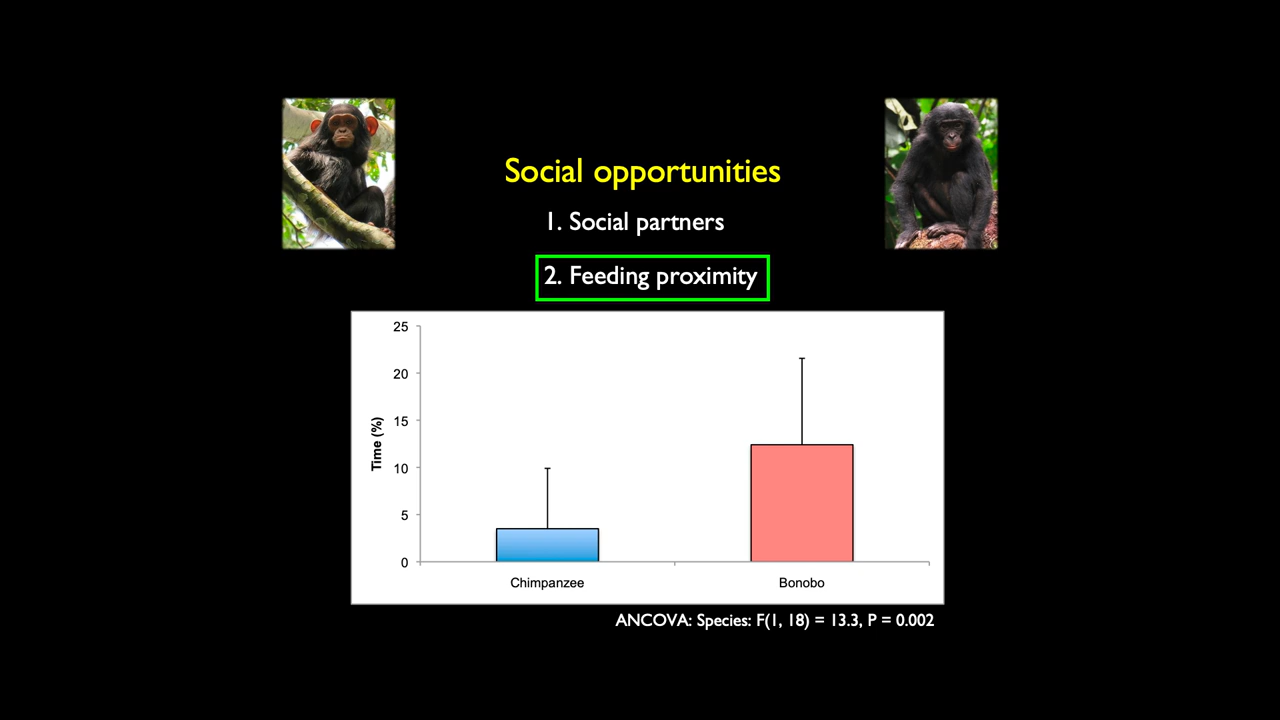 Social opportunities
1. Social partners
2. Feeding proximity
25
20
15
10
5
0
Time (%)
Chimpanzee
Bonobo
ANCOVA: Species: F(1, 18) = 13.3, P = 0.002